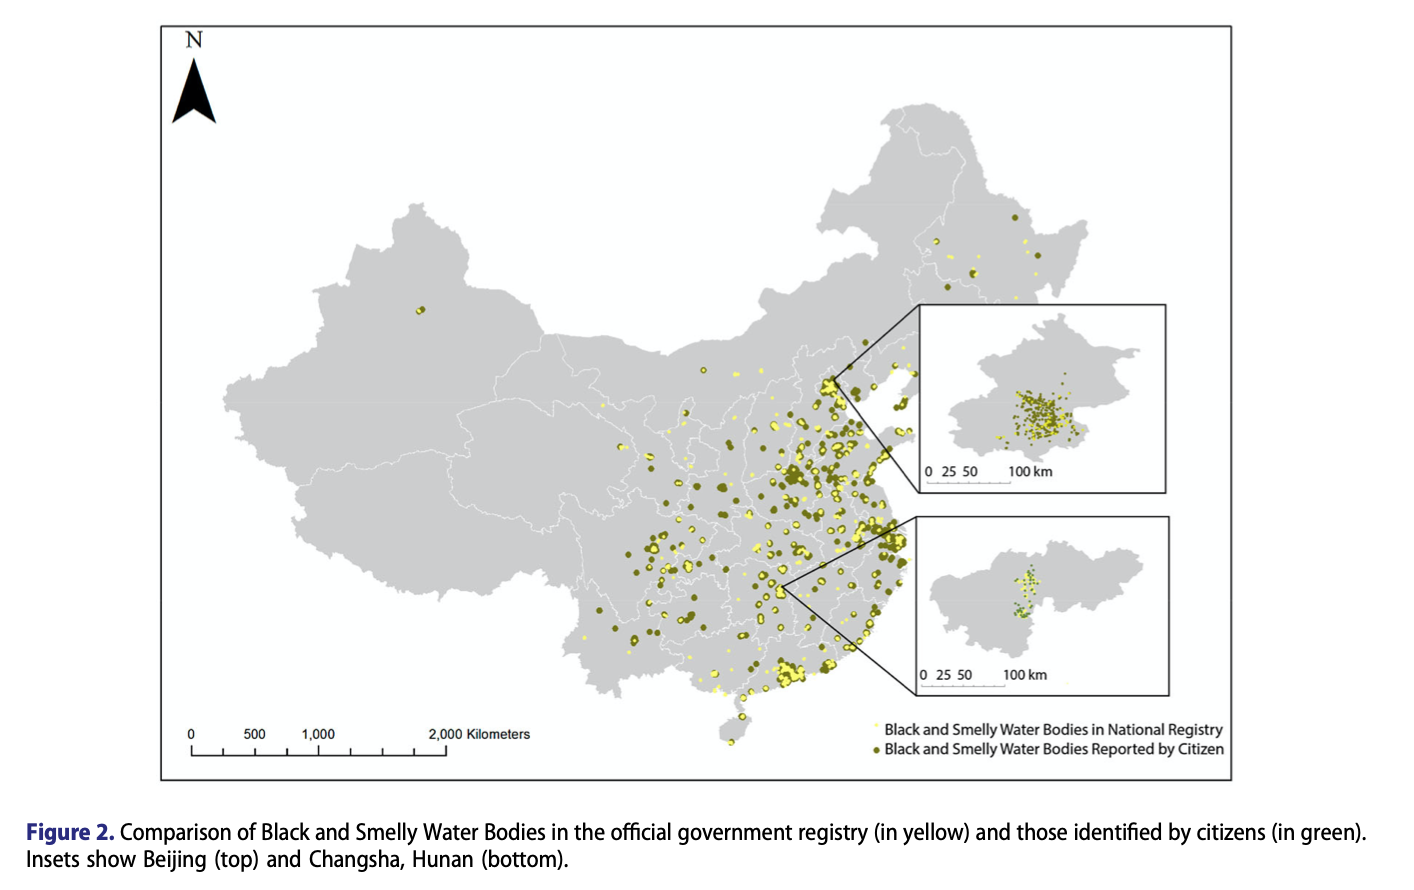 N
0 25 50 100 km
0 25 50 100 km
Black and Smelly Water Bodies in National Registry
Black and Smelly Water Bodies Reported by Citizen
0 500 1,000 2,000 Kilometers
Figure 2. Comparison of Black and Smelly Water Bodies in the official government registry (in yellow) and those identified by citizens (in green).
Insets show Beijing (top) and Changsha, Hunan (bottom).